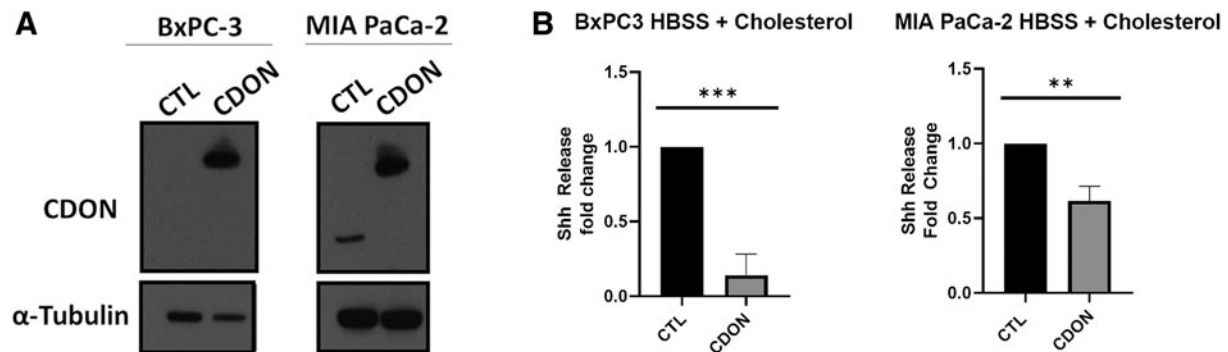 A
BxPC-3
MIA PaCa-2
CTL
CDON
CTL
CDON
CDON
α-Tubulin
B
BxPC3 HBSS + Cholesterol
Shh Release
fold change
1.5
1.0
0.5
0.0
***
CTL
CDON
MIA PaCa-2 HBSS + Cholesterol
Shh Release
Fold Change
1.5
1.0
0.5
0.0
**
CTL
CDON